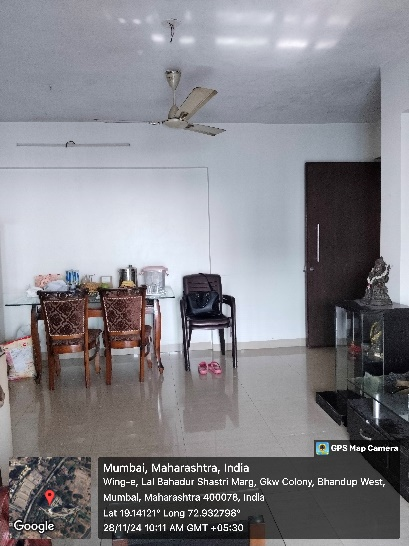 GPS Map Camera
Google
Mumbai, Maharashtra, India
Wing-e, Lal Bahadur Shastri Marg, Gkw Colony, Bhandup West,
Mumbai, Maharashtra 400078, India
Lat 19.14121° Long 72.932798°
28/11/24 10:11 AM GMT +05:30